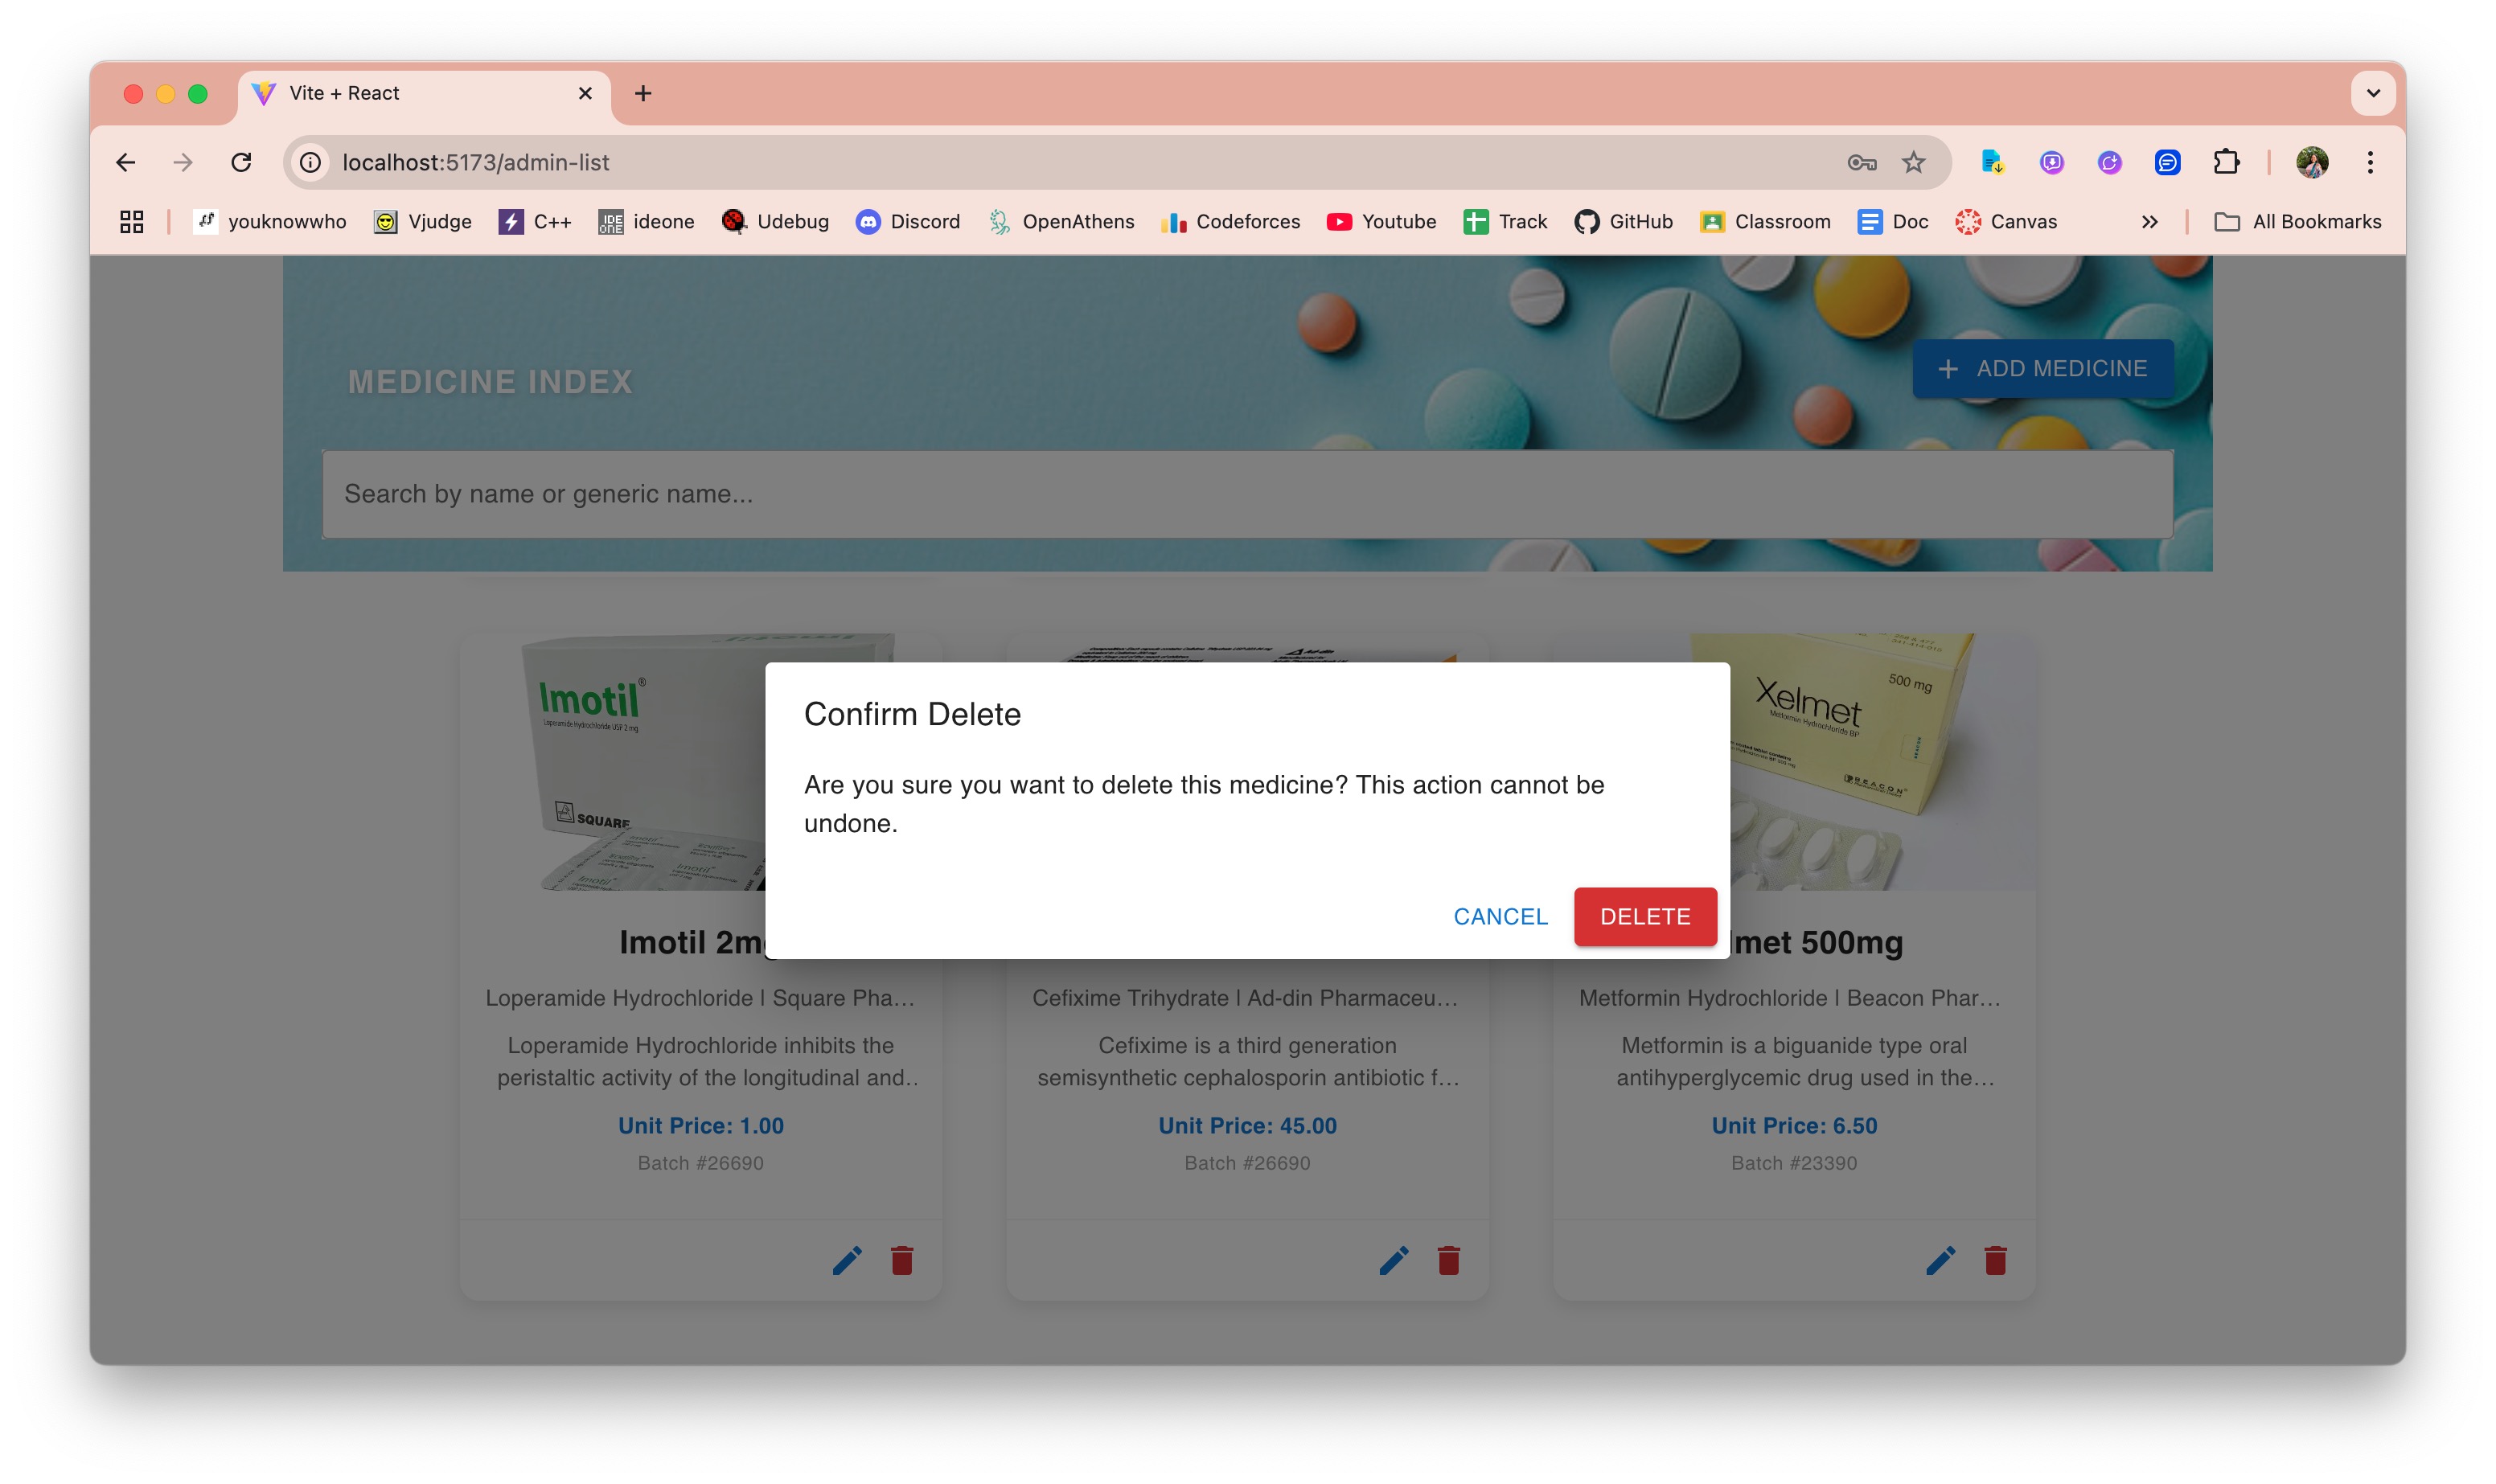 Vite + React
localhost:5173/admin-list
youknowwho Vjudge C++ ideone Udebug Discord OpenAthens Codeforces Youtube Track GitHub Classroom Doc Canvas All Bookmarks
MEDICINE INDEX
ADD MEDICINE
Search by name or generic name...
Imotil®
Loperamide Hydrochloride USP 2 mg
SQUARE
Imotil
Imotil
500 mg
Xelmet
Metformin Hydrochloride BP
BEACON
Confirm Delete
Are you sure you want to delete this medicine? This action cannot be
undone.
CANCEL DELETE
Imotil 2m
lmet 500mg
Loperamide Hydrochloride | Square Pha...
Cefixime Trihydrate | Ad-din Pharmaceu...
Metformin Hydrochloride | Beacon Phar...
Loperamide Hydrochloride inhibits the
peristaltic activity of the longitudinal and..
Cefixime is a third generation
semisynthetic cephalosporin antibiotic f...
Metformin is a biguanide type oral
antihyperglycemic drug used in the...
Unit Price: 1.00
Unit Price: 45.00
Unit Price: 6.50
Batch #26690
Batch #26690
Batch #23390